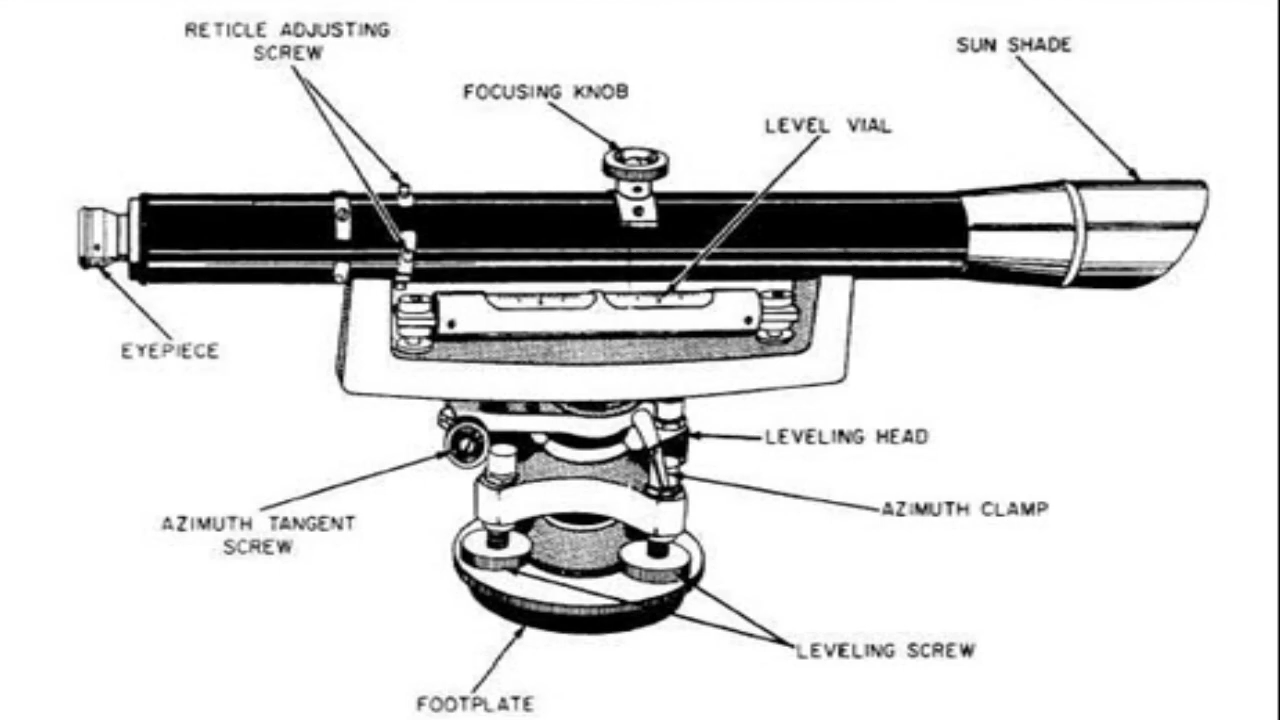 RETICLE ADJUSTING
SCREW
SUN SHADE
FOCUSING KNOB
LEVEL VIAL
EYEPIECE
LEVELING HEAD
AZIMUTH CLAMP
AZIMUTH TANGENT
SCREW
LEVELING SCREW
FOOTPLATE